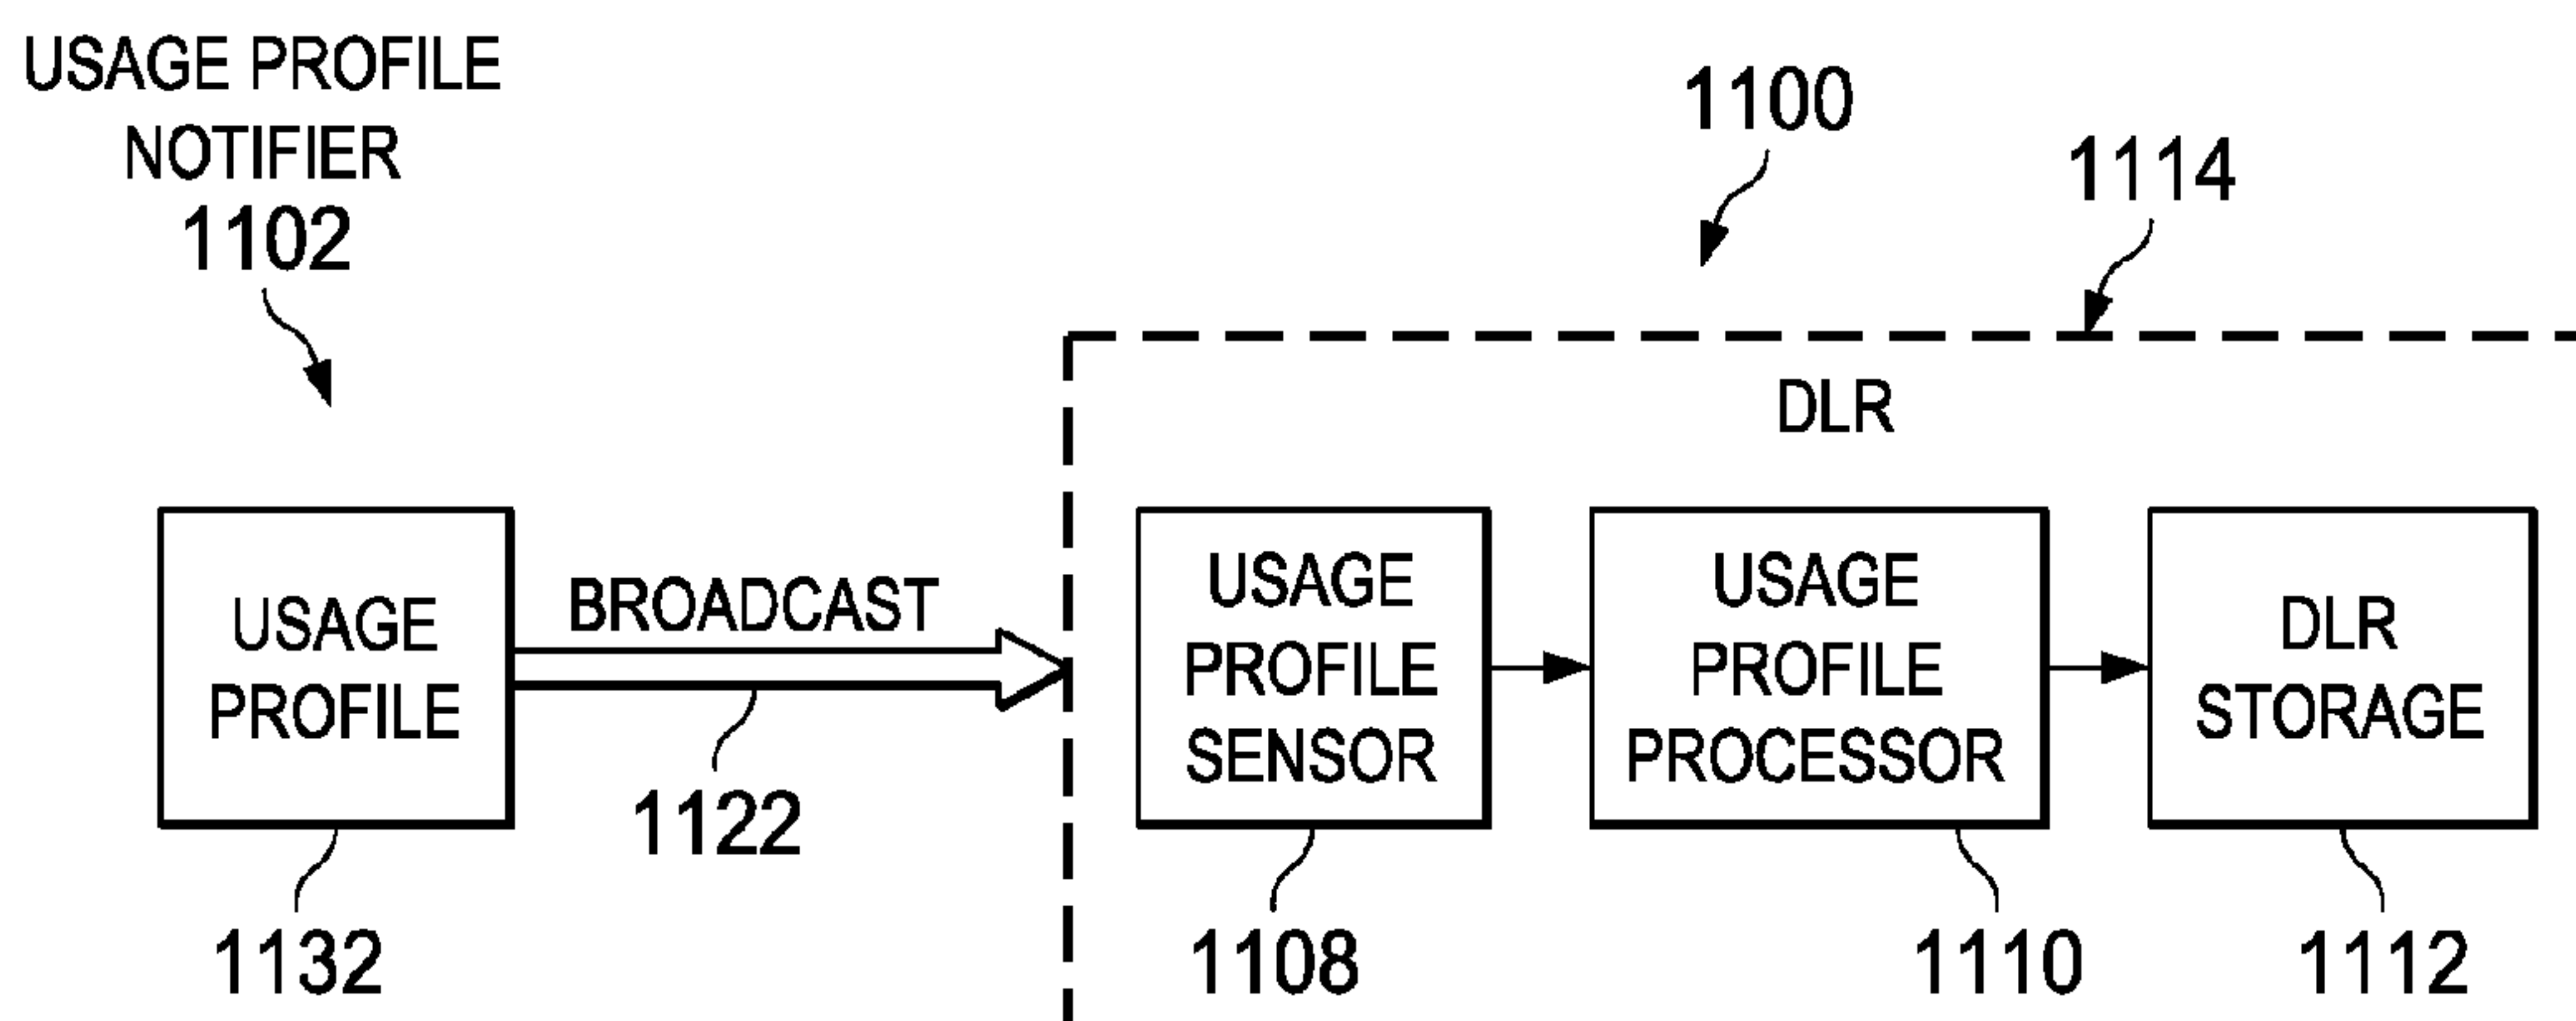 USAGE PROFILE
NOTIFIER
1102
1100
1114
DLR
USAGE
PROFILE
BROADCAST
USAGE
PROFILE
SENSOR
USAGE
PROFILE
PROCESSOR
DLR
STORAGE
1122
1132
1108
1110
1112